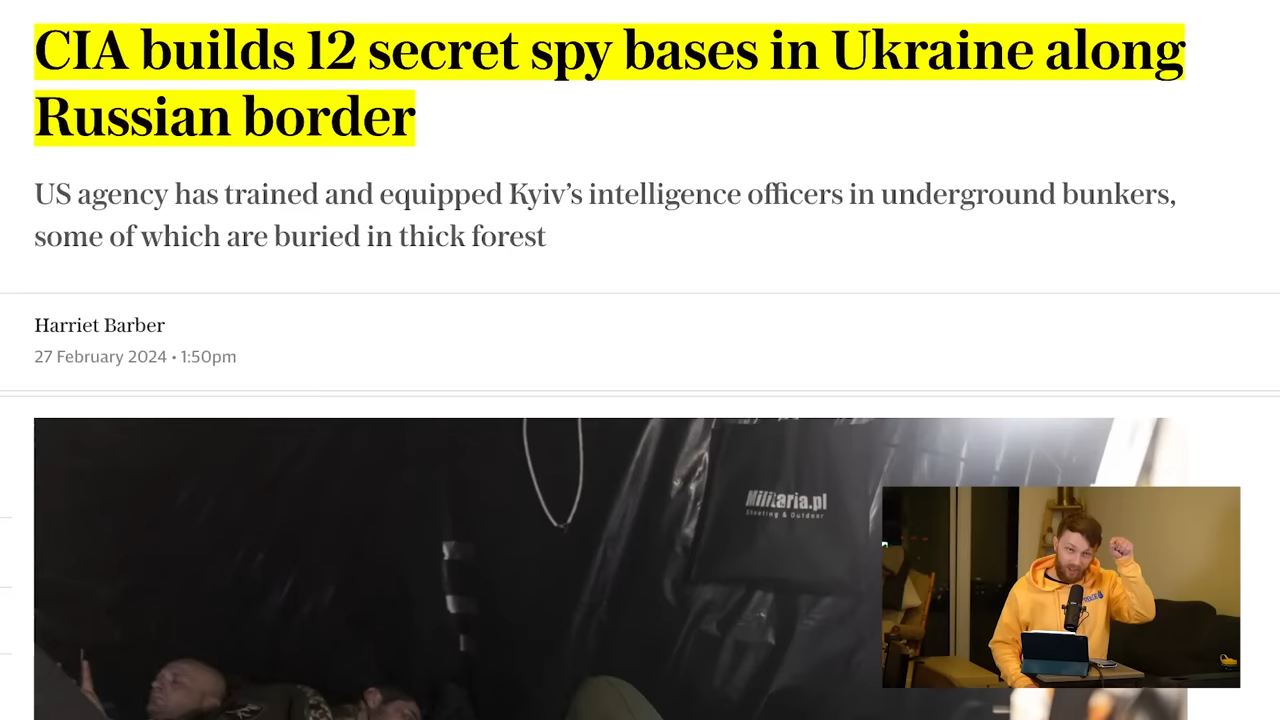 CIA builds 12 secret spy bases in Ukraine along
Russian border
US agency has trained and equipped Kyiv’s intelligence officers in underground bunkers,
some of which are buried in thick forest
Harriet Barber
27 February 2024 • 1:50pm
Militaria.pl
Shooting & Outdoor